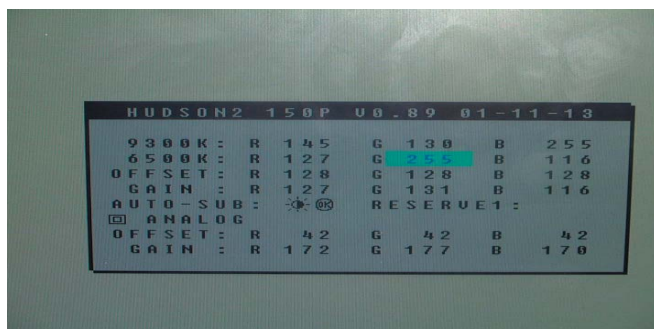 HUDSON2 150P V0.89 01-11-13
9300K: R 145 G 130 B 255
6500K: R 127 G 255 B 116
OFFSET: R 128 G 128 B 128
GAIN : R 127 G 131 B 116
AUTO-SUB: OK RESERVE1:
ANALOG
OFFSET: R 42 G 42 B 42
GAIN : R 172 G 177 B 170